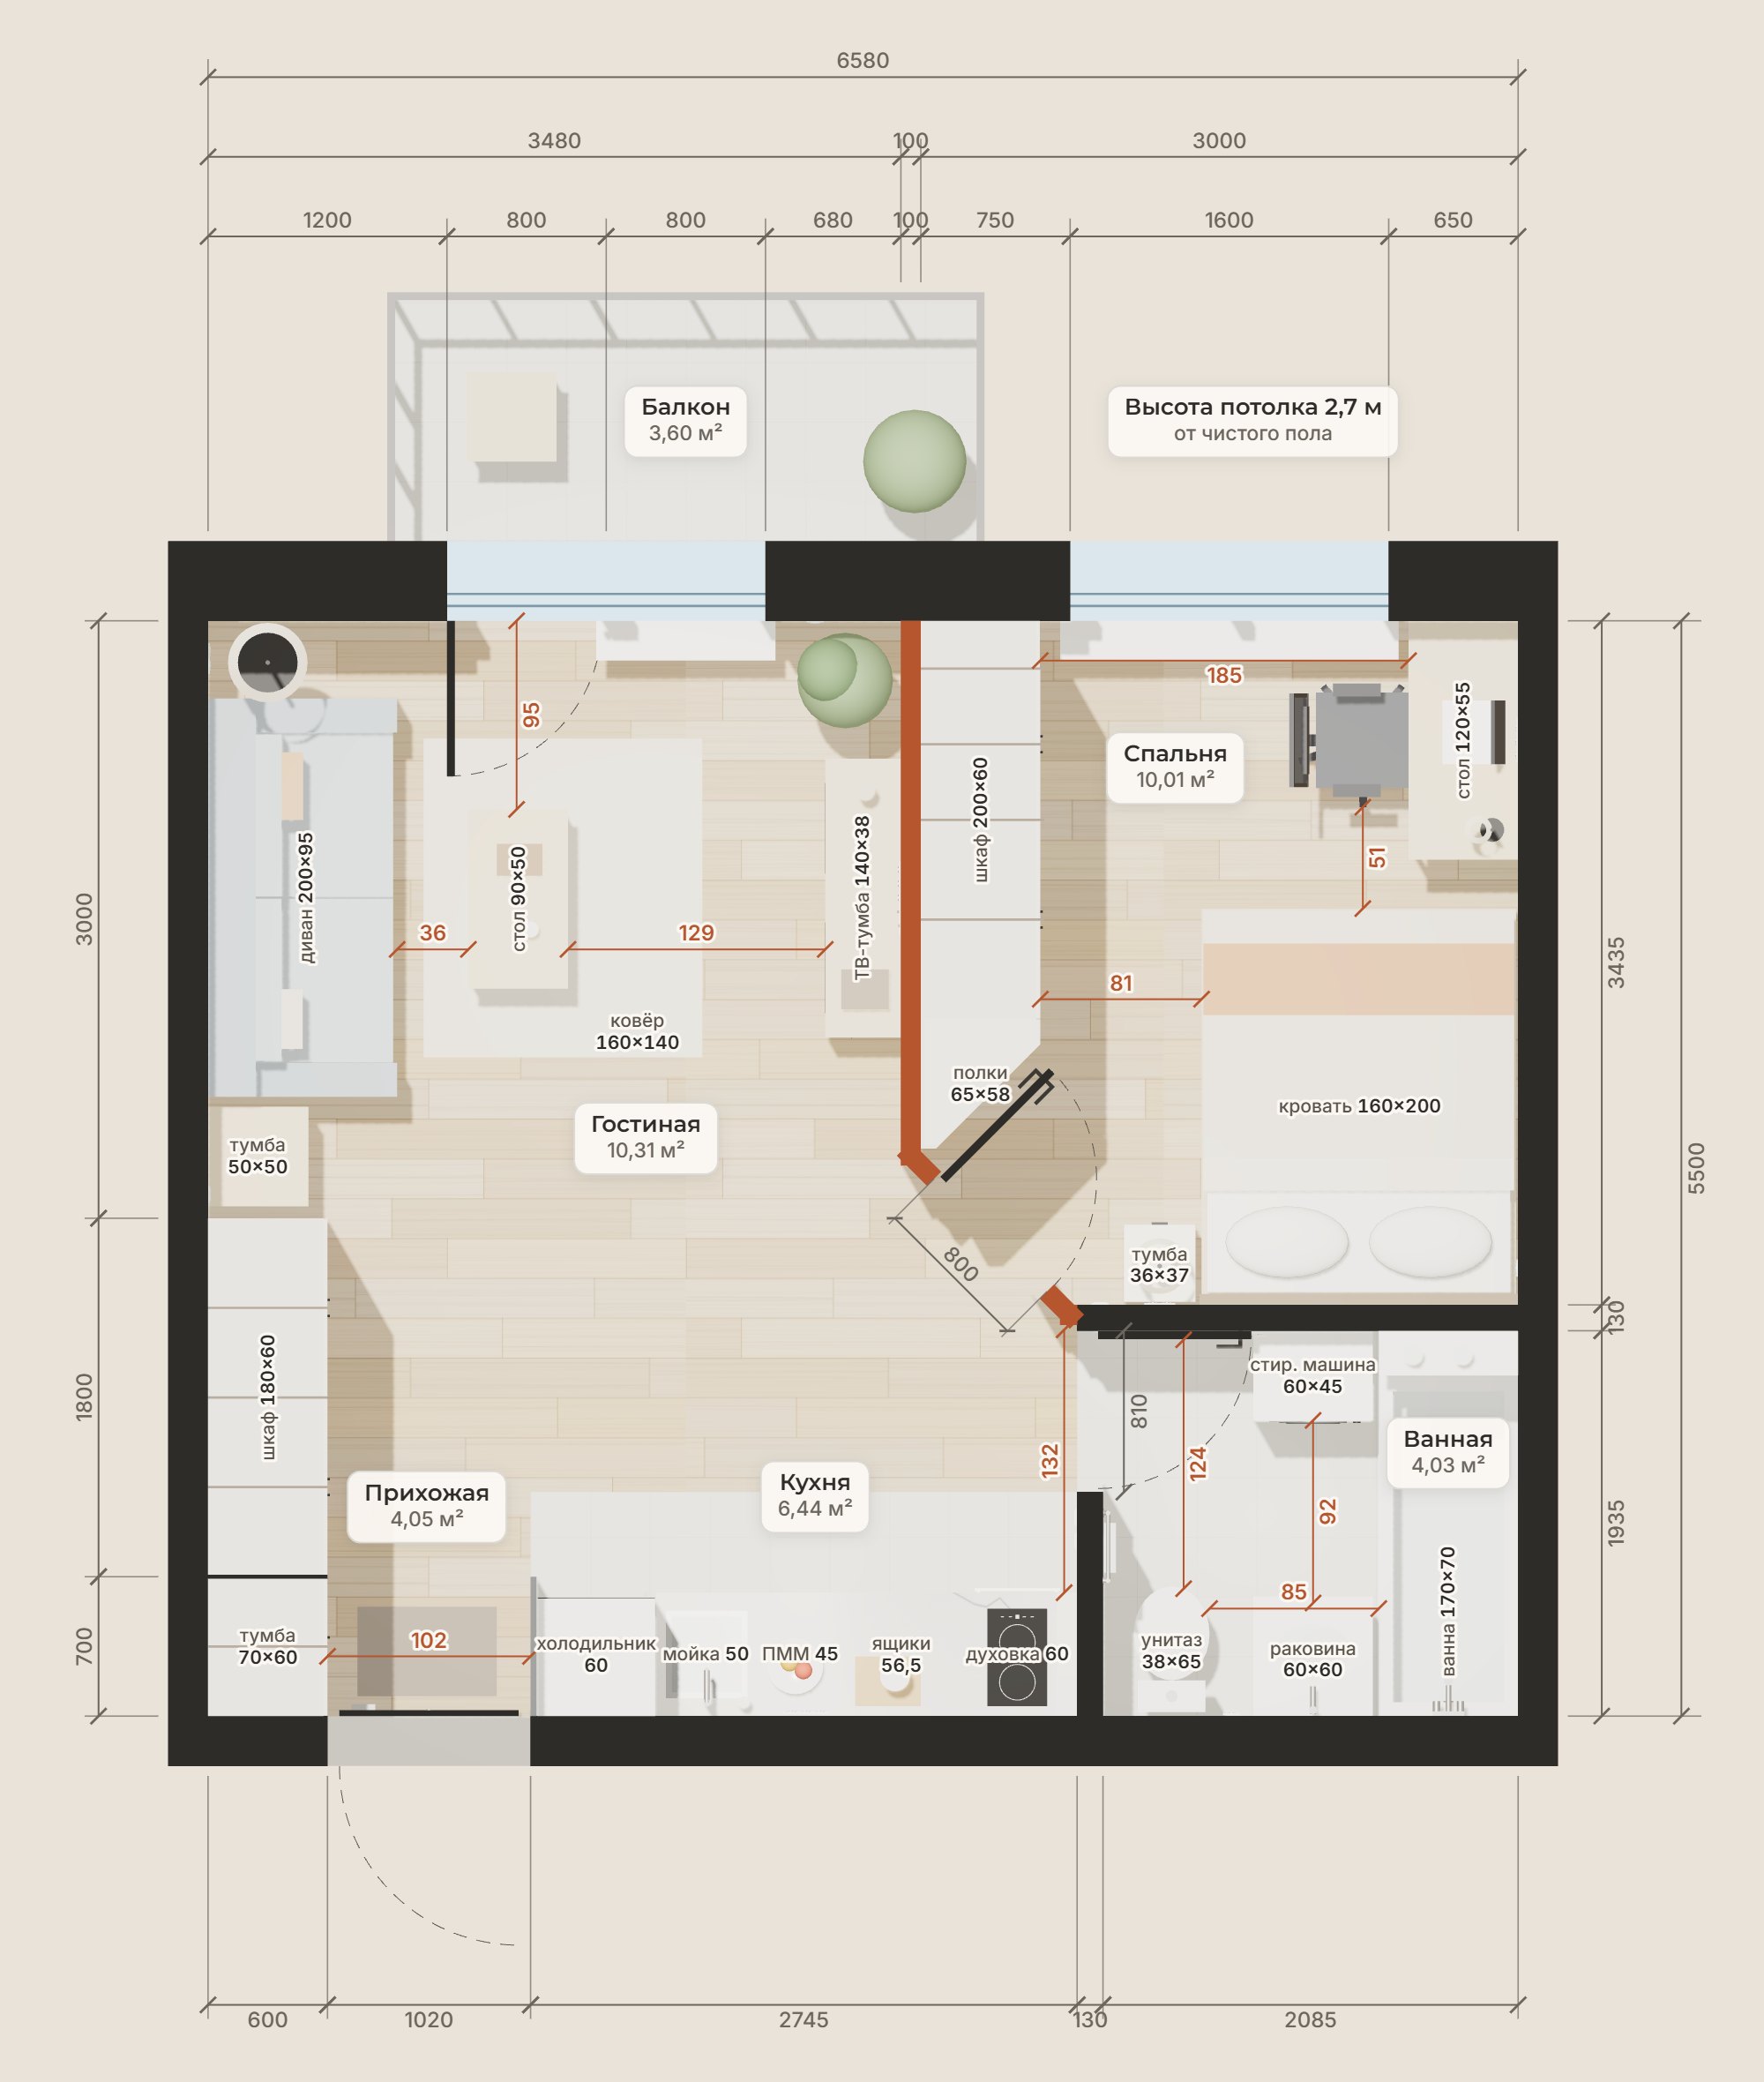 6580
3480
100
3000
1200
800
800
680
100
750
1600
650
Балкон
3,60 м²
Высота потолка 2,7 м
от чистого пола
95
185
стол 120×55
Спальня
10,01 м²
шкаф 200×60
диван 200×95
стол 90×50
ТВ-тумба 140×38
51
36
129
3000
3435
81
ковёр
160×140
полки
65×58
кровать 160×200
Гостиная
10,31 м²
тумба
50×50
5500
800
тумба
36×37
130
шкаф 180×60
1800
810
стир. машина
60×45
132
124
Ванная
4,03 м²
92
1935
Прихожая
4,05 м²
Кухня
6,44 м²
85
ванна 170×70
700
тумба
70×60
102
холодильник
60
мойка 50
ПММ 45
ящики
56,5
духовка 60
унитаз
38×65
раковина
60×60
600
1020
2745
130
2085